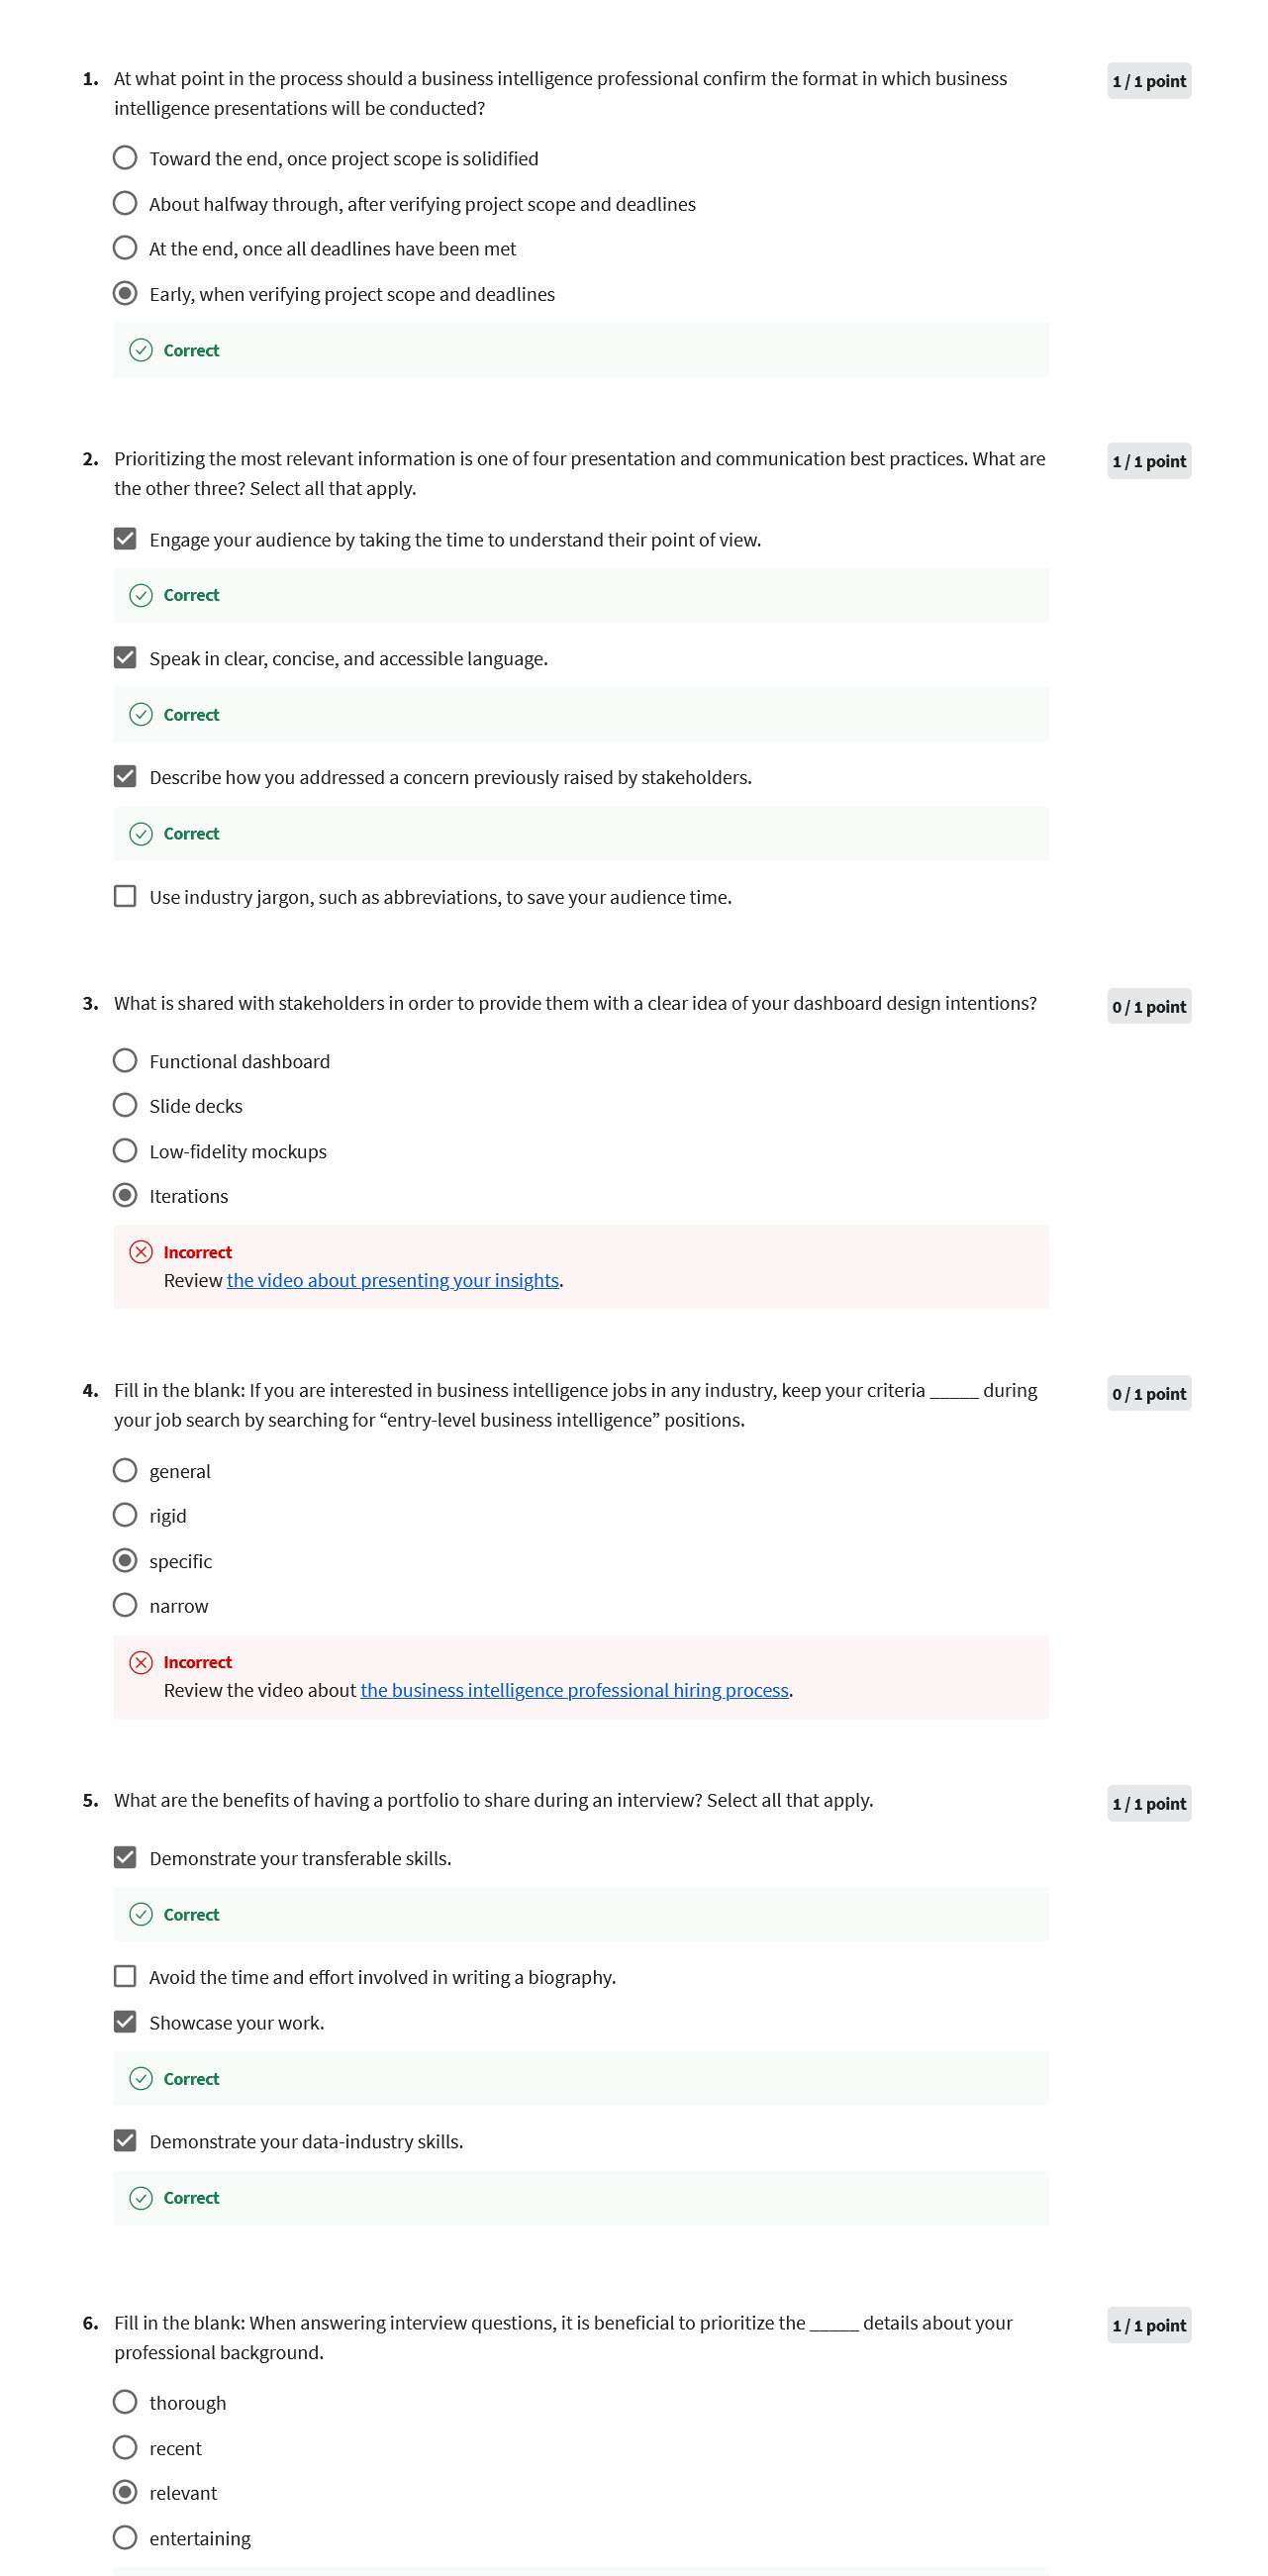 1. At what point in the process should a business intelligence professional confirm the format in which business
intelligence presentations will be conducted?
1 / 1 point
Toward the end, once project scope is solidified
About halfway through, after verifying project scope and deadlines
At the end, once all deadlines have been met
Early, when verifying project scope and deadlines
Correct
2. Prioritizing the most relevant information is one of four presentation and communication best practices. What are
the other three? Select all that apply.
1 / 1 point
Engage your audience by taking the time to understand their point of view.
Correct
Speak in clear, concise, and accessible language.
Correct
Describe how you addressed a concern previously raised by stakeholders.
Correct
Use industry jargon, such as abbreviations, to save your audience time.
3. What is shared with stakeholders in order to provide them with a clear idea of your dashboard design intentions?
0 / 1 point
Functional dashboard
Slide decks
Low-fidelity mockups
Iterations
Incorrect
Review the video about presenting your insights.
4. Fill in the blank: If you are interested in business intelligence jobs in any industry, keep your criteria _____ during
your job search by searching for “entry-level business intelligence” positions.
0 / 1 point
general
rigid
specific
narrow
Incorrect
Review the video about the business intelligence professional hiring process.
5. What are the benefits of having a portfolio to share during an interview? Select all that apply.
1 / 1 point
Demonstrate your transferable skills.
Correct
Avoid the time and effort involved in writing a biography.
Showcase your work.
Correct
Demonstrate your data-industry skills.
Correct
6. Fill in the blank: When answering interview questions, it is beneficial to prioritize the _____ details about your
professional background.
1 / 1 point
thorough
recent
relevant
entertaining